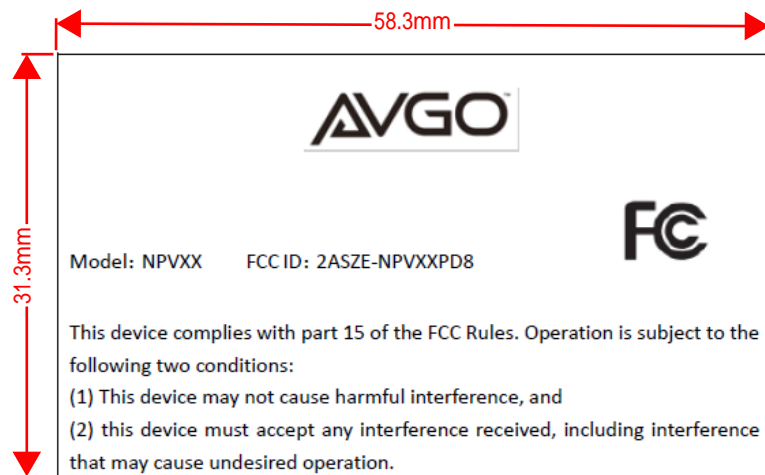 58.3mm
AVGO™
FC
31.3mm
Model: NPVXX FCC ID: 2ASZE-NPVXXPD8
This device complies with part 15 of the FCC Rules. Operation is subject to the
following two conditions:
(1) This device may not cause harmful interference, and
(2) this device must accept any interference received, including interference
that may cause undesired operation.